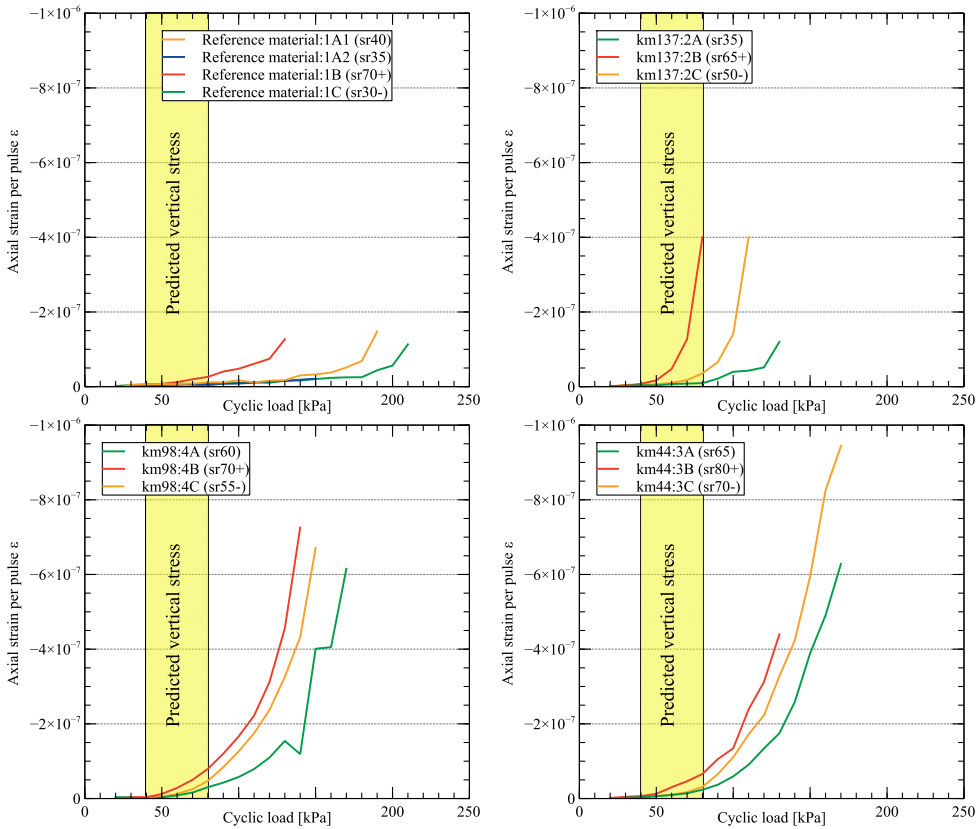 −1×10⁻⁶
−8×10⁻⁷
−6×10⁻⁷
−4×10⁻⁷
−2×10⁻⁷
0
Axial strain per pulse ε
Reference material:1A1 (sr40)
Reference material:1A2 (sr35)
Reference material:1B (sr70+)
Reference material:1C (sr30-)
Predicted vertical stress
0 50 100 150 200 250
Cyclic load [kPa]
−1×10⁻⁶
−8×10⁻⁷
−6×10⁻⁷
−4×10⁻⁷
−2×10⁻⁷
0
Axial strain per pulse ε
km137:2A (sr35)
km137:2B (sr65+)
km137:2C (sr50-)
Predicted vertical stress
0 50 100 150 200 250
Cyclic load [kPa]
−1×10⁻⁶
−8×10⁻⁷
−6×10⁻⁷
−4×10⁻⁷
−2×10⁻⁷
0
Axial strain per pulse ε
km98:4A (sr60)
km98:4B (sr70+)
km98:4C (sr55-)
Predicted vertical stress
0 50 100 150 200 250
Cyclic load [kPa]
−1×10⁻⁶
−8×10⁻⁷
−6×10⁻⁷
−4×10⁻⁷
−2×10⁻⁷
0
Axial strain per pulse ε
km44:3A (sr65)
km44:3B (sr80+)
km44:3C (sr70-)
Predicted vertical stress
0 50 100 150 200 250
Cyclic load [kPa]